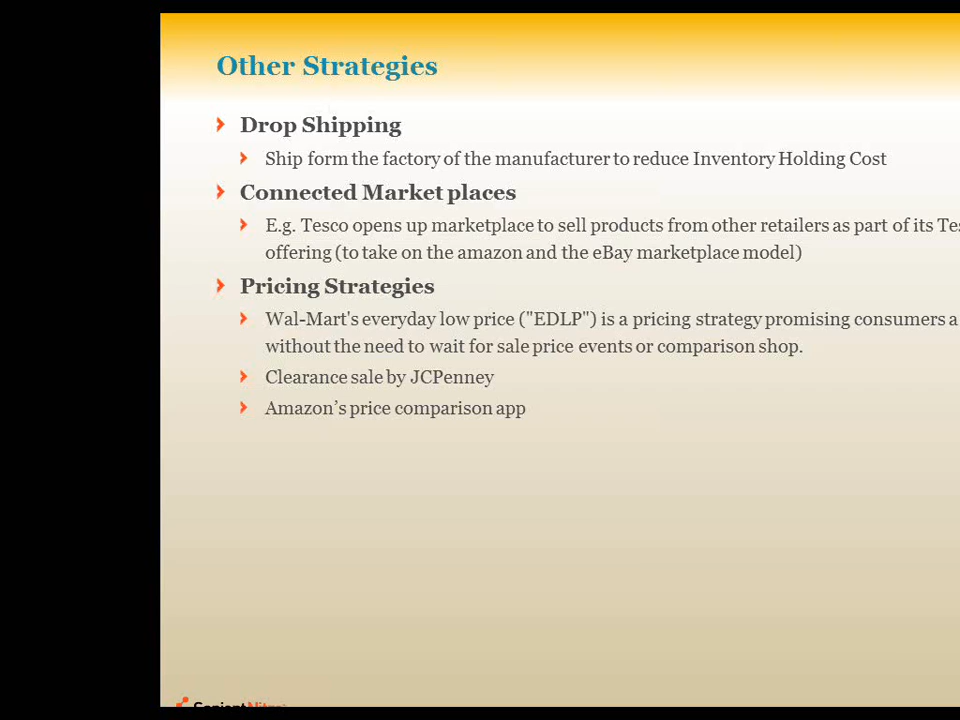 Other Strategies
Drop Shipping
Ship form the factory of the manufacturer to reduce Inventory Holding Cost
Connected Market places
E.g. Tesco opens up marketplace to sell products from other retailers as part of its
offering (to take on the amazon and the eBay marketplace model)
Pricing Strategies
Wal-Mart's everyday low price ("EDLP") is a pricing strategy promising consumers a
without the need to wait for sale price events or comparison shop.
Clearance sale by JCPenney
Amazon’s price comparison app